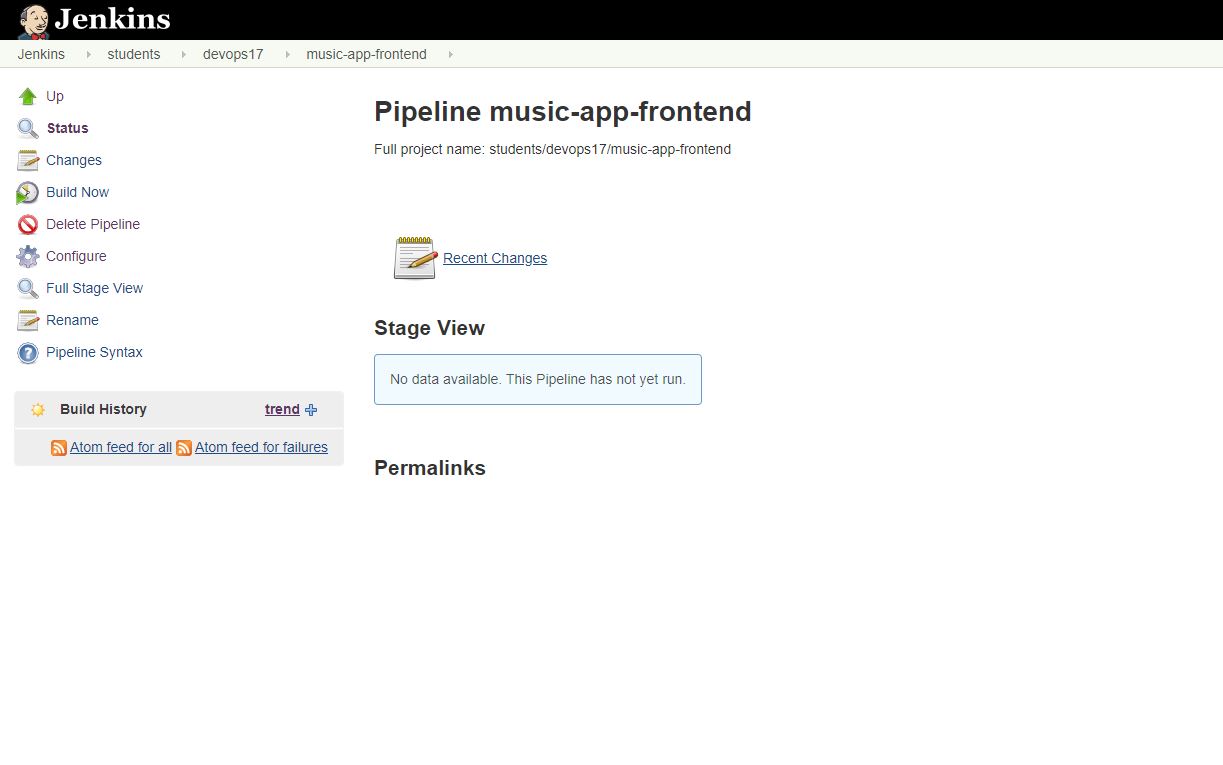 Jenkins
Jenkins students devops17 music-app-frontend
Up
Status
Changes
Build Now
Delete Pipeline
Configure
Full Stage View
Rename
Pipeline Syntax
Build History trend
Atom feed for all Atom feed for failures
Pipeline music-app-frontend
Full project name: students/devops17/music-app-frontend
Recent Changes
Stage View
No data available. This Pipeline has not yet run.
Permalinks